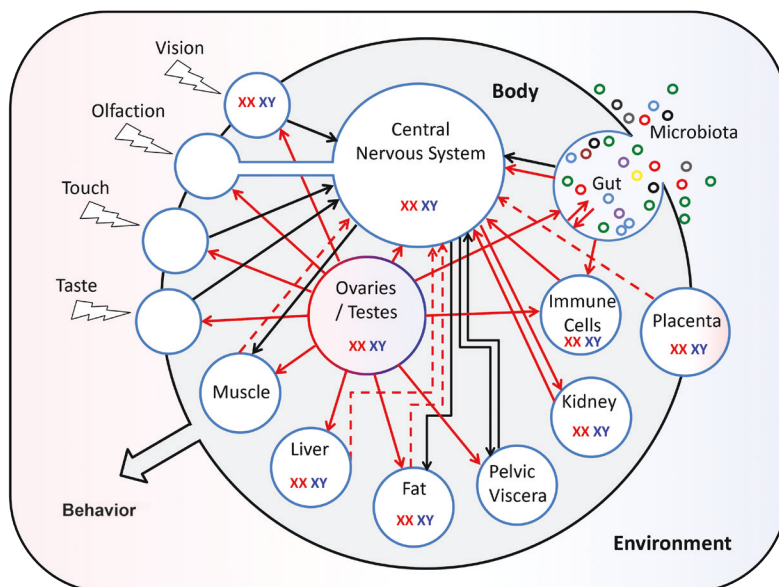 Vision
XX XY
Olfaction
Touch
Taste
Central
Nervous System
XX XY
Body
Microbiota
Gut
Ovaries
/ Testes
XX XY
Immune
Cells
XX XY
Placenta
XX XY
Muscle
Kidney
XX XY
Liver
XX XY
Fat
XX XY
Pelvic
Viscera
Behavior
Environment